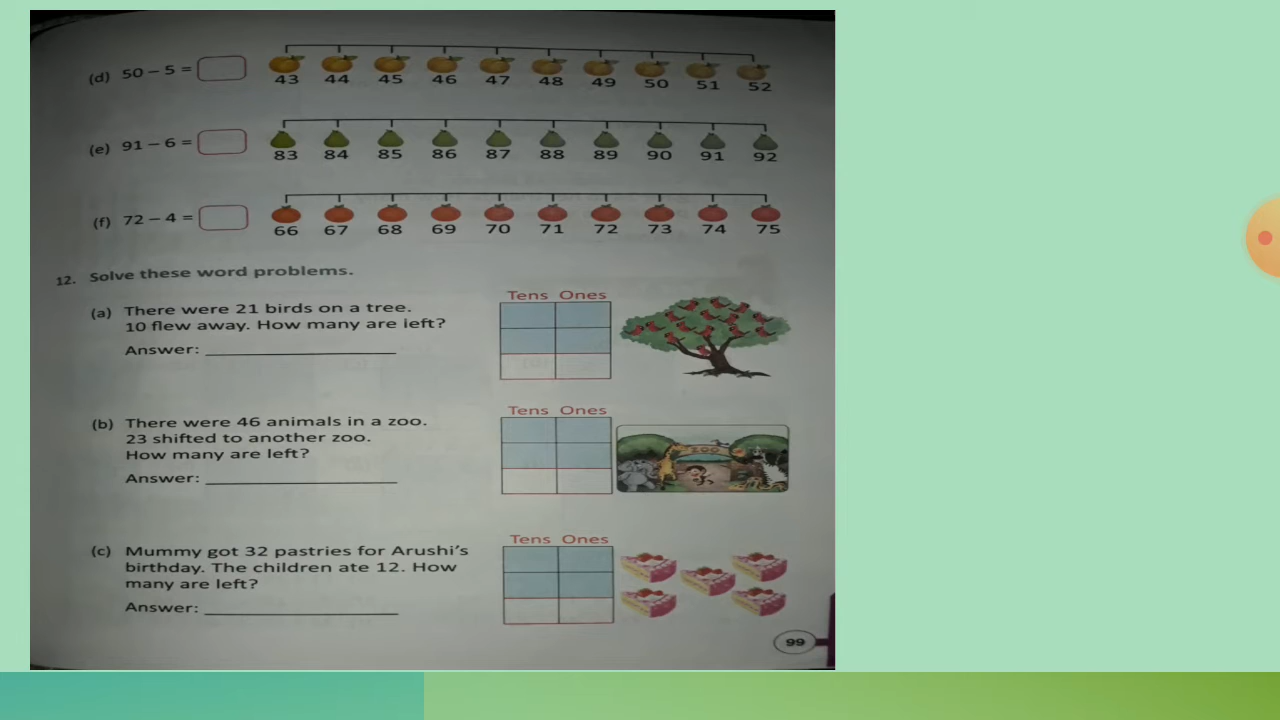 (d) 50 – 5 =
43 44 45 46 47 48 49 50 51 52
(e) 91 – 6 =
83 84 85 86 87 88 89 90 91 92
(f) 72 – 4 =
66 67 68 69 70 71 72 73 74 75
12. Solve these word problems.
Tens Ones
(a) There were 21 birds on a tree.
10 flew away. How many are left?
Answer:
Tens Ones
(b) There were 46 animals in a zoo.
23 shifted to another zoo.
How many are left?
ZOO
Answer:
Tens Ones
(c) Mummy got 32 pastries for Arushi's
birthday. The children ate 12. How
many are left?
Answer:
99